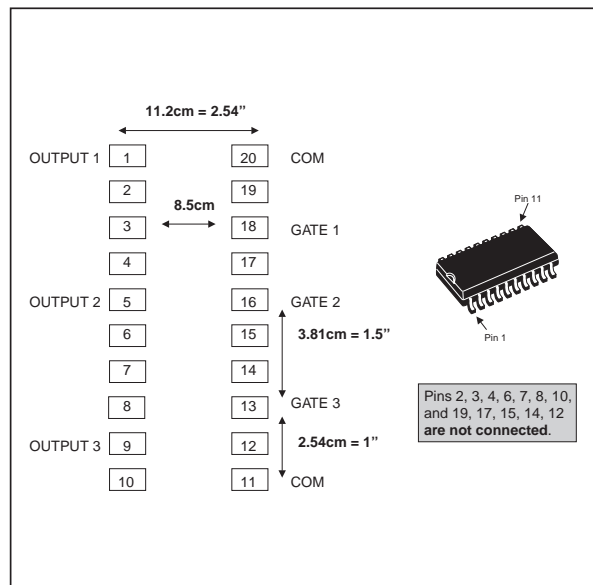 11.2cm = 2.54”
OUTPUT 1 1 20 COM
2 19
8.5cm
3 18 GATE 1
4 17
OUTPUT 2 5 16 GATE 2
6 15 3.81cm = 1.5”
7 14
8 13 GATE 3
OUTPUT 3 9 12 2.54cm = 1”
10 11 COM
Pin 11
Pin 1
Pins 2, 3, 4, 6, 7, 8, 10,
and 19, 17, 15, 14, 12
are not connected.